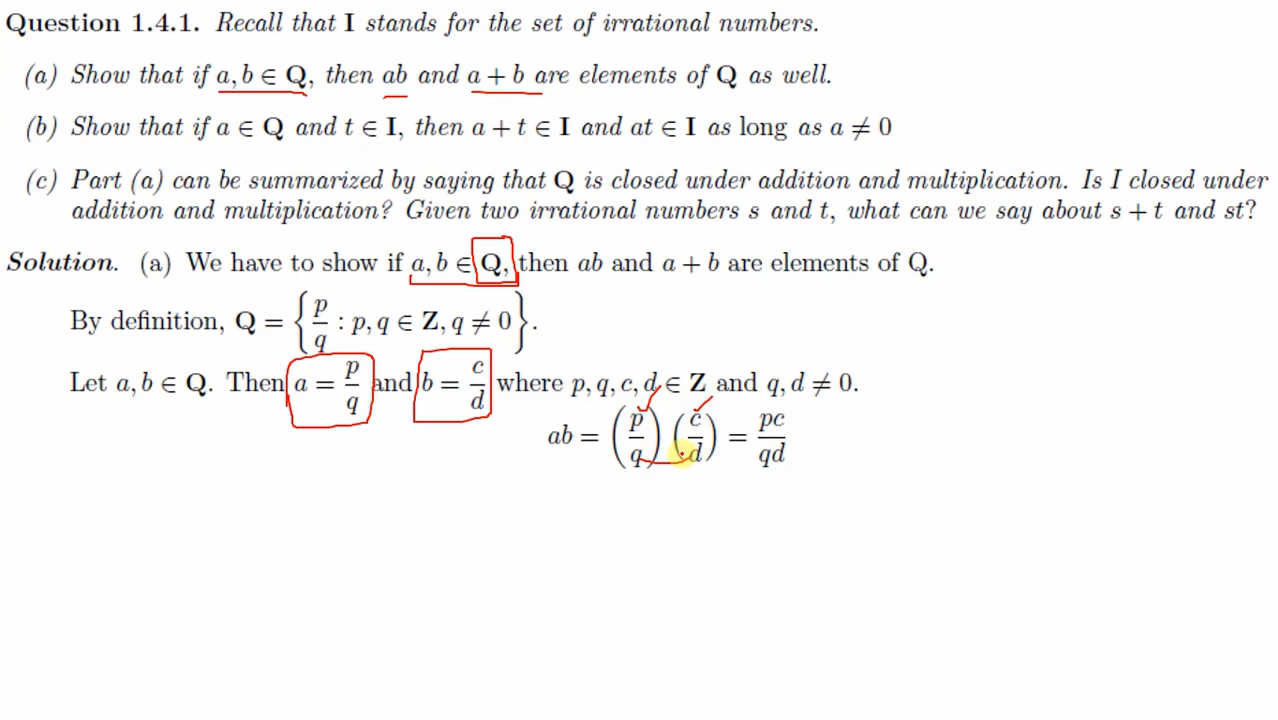 Question 1.4.1. Recall that I stands for the set of irrational numbers.
(a) Show that if a, b ∈ Q, then ab and a + b are elements of Q as well.
(b) Show that if a ∈ Q and t ∈ I, then a + t ∈ I and at ∈ I as long as a ≠ 0
(c) Part (a) can be summarized by saying that Q is closed under addition and multiplication. Is I closed under
addition and multiplication? Given two irrational numbers s and t, what can we say about s + t and st?
Solution. (a) We have to show if a, b ∈ Q, then ab and a + b are elements of Q.
By definition, Q = { p/q : p, q ∈ Z, q ≠ 0 }.
Let a, b ∈ Q. Then a = p/q and b = c/d where p, q, c, d ∈ Z and q, d ≠ 0.
ab = (p/q) (c/d) = pc/qd